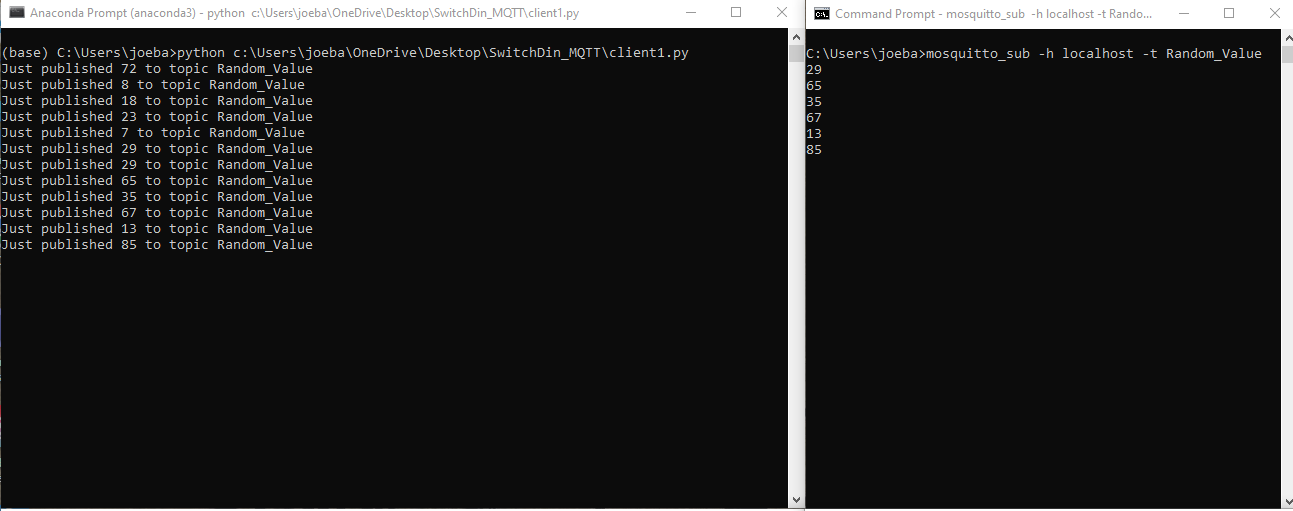 Anaconda Prompt (anaconda3) - python  c:\Users\joeba\OneDrive\Desktop\SwitchDin_MQTT\client1.py
(base) C:\Users\joeba>python c:\Users\joeba\OneDrive\Desktop\SwitchDin_MQTT\client1.py
Just published 72 to topic Random_Value
Just published 8 to topic Random_Value
Just published 18 to topic Random_Value
Just published 23 to topic Random_Value
Just published 7 to topic Random_Value
Just published 29 to topic Random_Value
Just published 29 to topic Random_Value
Just published 65 to topic Random_Value
Just published 35 to topic Random_Value
Just published 67 to topic Random_Value
Just published 13 to topic Random_Value
Just published 85 to topic Random_Value
Command Prompt - mosquitto_sub  -h localhost -t Rando...
C:\Users\joeba>mosquitto_sub -h localhost -t Random_Value
29
65
35
67
13
85